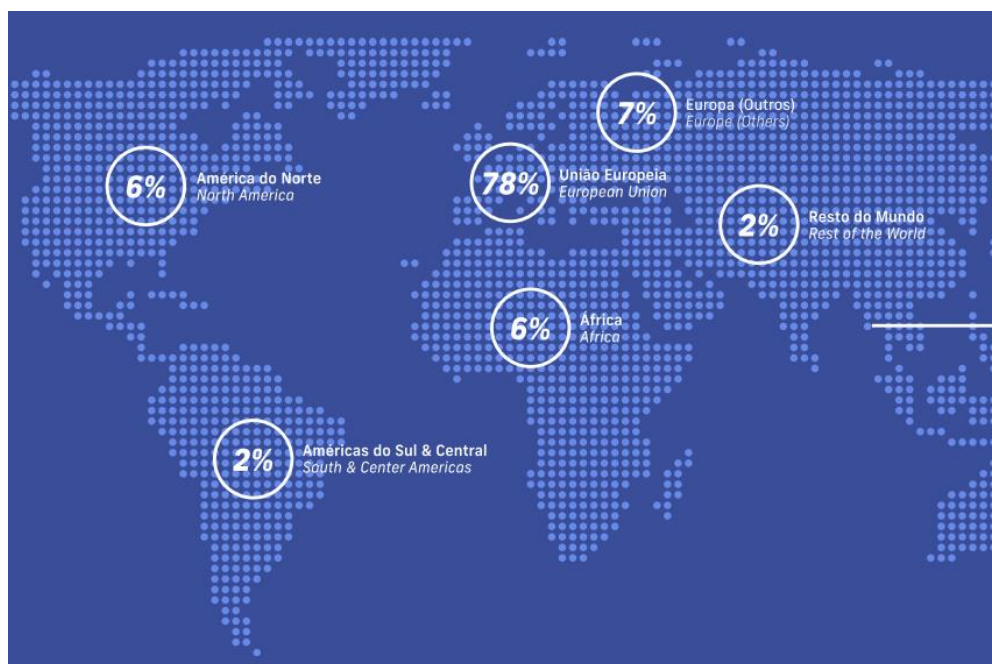 7%
Europa (Outros)
Europe (Others)
6%
América do Norte
North America
78%
União Europeia
European Union
2%
Resto do Mundo
Rest of the World
6%
África
Africa
2%
Américas do Sul & Central
South & Center Americas